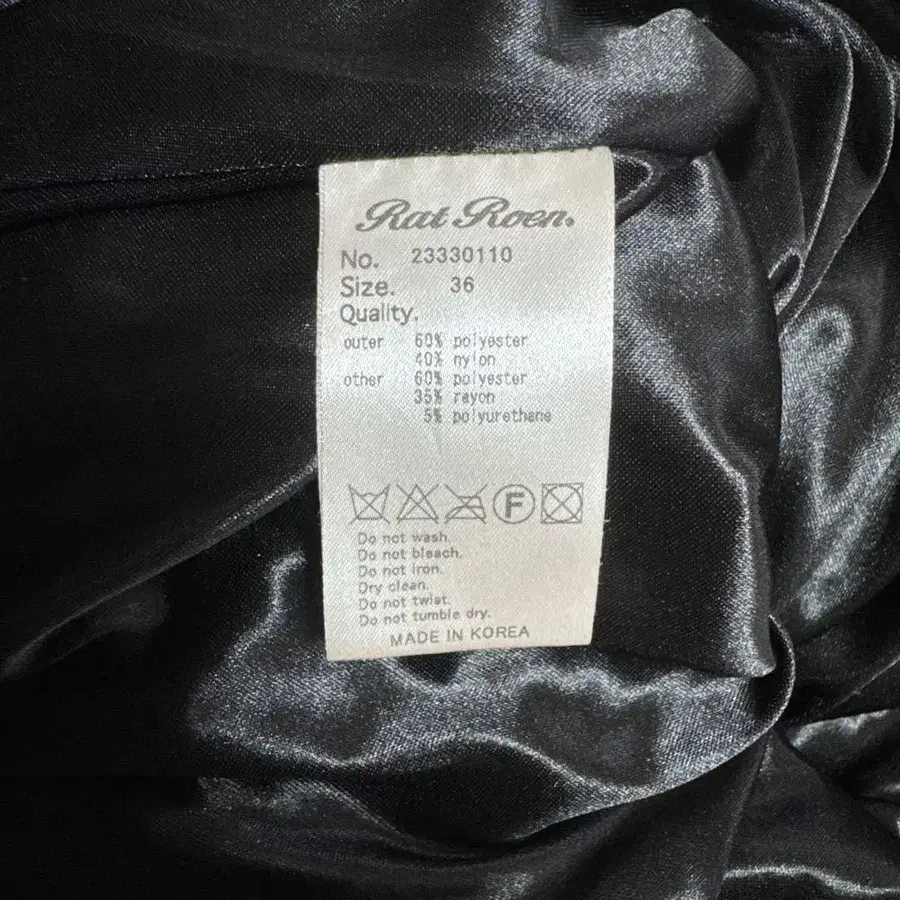 Rat Roen.
No. 23330110
Size. 36
Quality.
outer 60% polyester
40% nylon
other 60% polyester
35% rayon
5% polyurethane
F
Do not wash.
Do not bleach.
Do not iron.
Dry clean.
Do not twist.
Do not tumble dry.
MADE IN KOREA